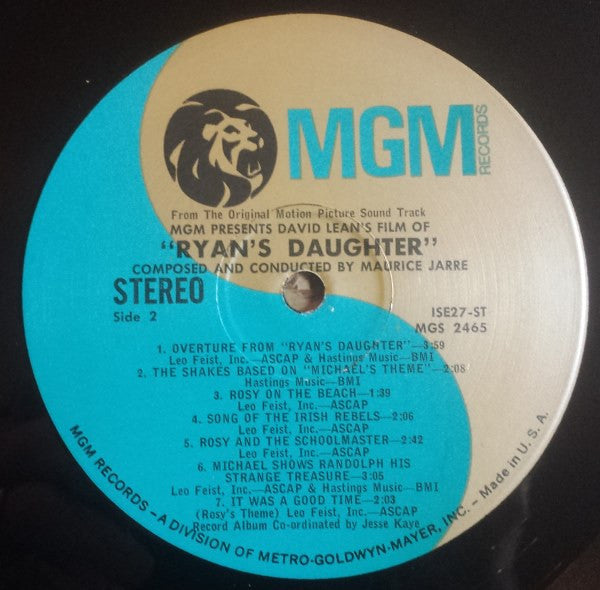 MGM
RECORDS
From The Original Motion Picture Sound Track
MGM PRESENTS DAVID LEAN'S FILM OF
"RYAN'S DAUGHTER"
COMPOSED AND CONDUCTED BY MAURICE JARRE
STEREO
Side 2
ISE27-ST
MGS 2465
1. OVERTURE FROM "RYAN'S DAUGHTER"—3:59
Leo Feist, Inc.—ASCAP & Hastings Music—BMI
2. THE SHAKES BASED ON "MICHAEL'S THEME"—2:08
Hastings Music—BMI
3. ROSY ON THE BEACH—1:39
Leo Feist, Inc.—ASCAP
4. SONG OF THE IRISH REBELS—2:06
Leo Feist, Inc.—ASCAP
5. ROSY AND THE SCHOOLMASTER—2:42
Leo Feist, Inc.—ASCAP
6. MICHAEL SHOWS RANDOLPH HIS
STRANGE TREASURE—3:05
Leo Feist, Inc.—ASCAP & Hastings Music—BMI
7. IT WAS A GOOD TIME—2:03
(Rosy's Theme) Leo Feist, Inc.—ASCAP
Record Album Co-ordinated by Jesse Kaye
MGM RECORDS – A DIVISION OF METRO-GOLDWYN-MAYER, INC. – Made in U. S. A.